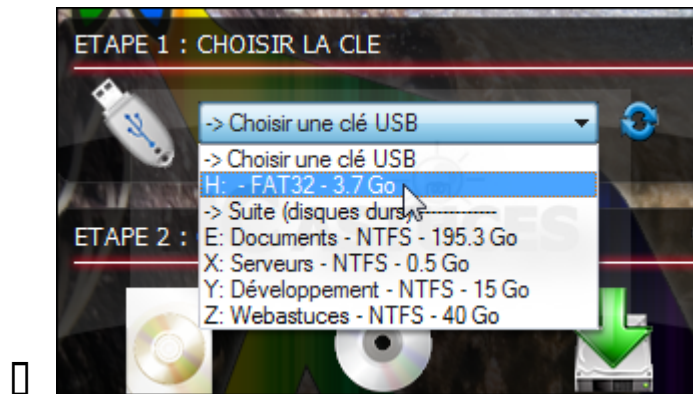 ETAPE 1 : CHOISIR LA CLE
-> Choisir une clé USB
-> Choisir une clé USB
H: - FAT32 - 3.7 Go
-> Suite (disques durs)-------------
ETAPE 2 :
E: Documents - NTFS - 195.3 Go
X: Serveurs - NTFS - 0.5 Go
Y: Développement - NTFS - 15 Go
Z: Webastuces - NTFS - 40 Go